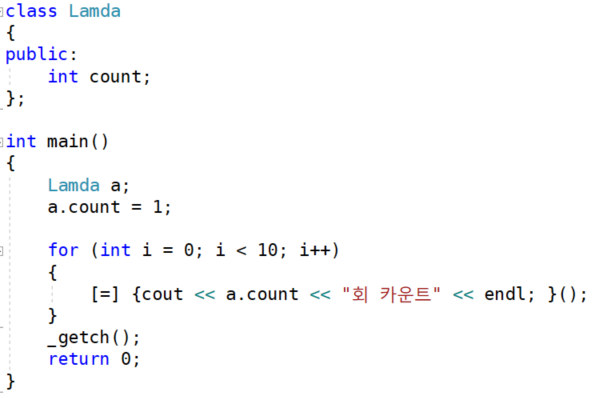 class Lamda
{
public:
    int count;
};

int main()
{
    Lamda a;
    a.count = 1;

    for (int i = 0; i < 10; i++)
    {
        [=] {cout << a.count << "회 카운트" << endl; }();
    }
    _getch();
    return 0;
}